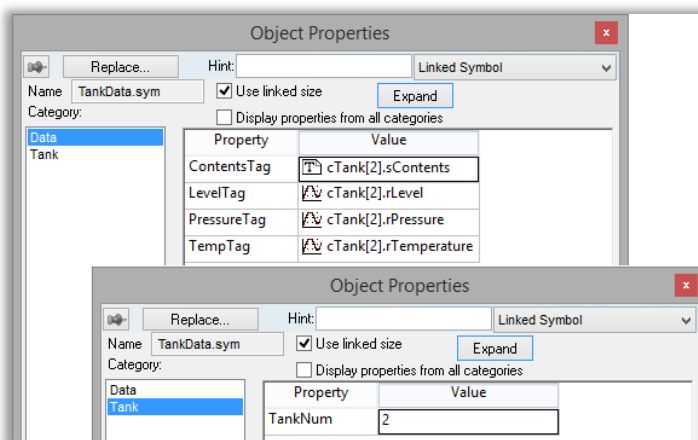 Object Properties
x
Replace... Hint: Linked Symbol
Name TankData.sym Use linked size Expand
Category: Display properties from all categories
Data Property Value
Tank
ContentsTag T cTank[2].sContents
LevelTag cTank[2].rLevel
PressureTag cTank[2].rPressure
TempTag cTank[2].rTemperature
Object Properties
x
Replace... Hint: Linked Symbol
Name TankData.sym Use linked size Expand
Category: Display properties from all categories
Data Property Value
Tank TankNum 2